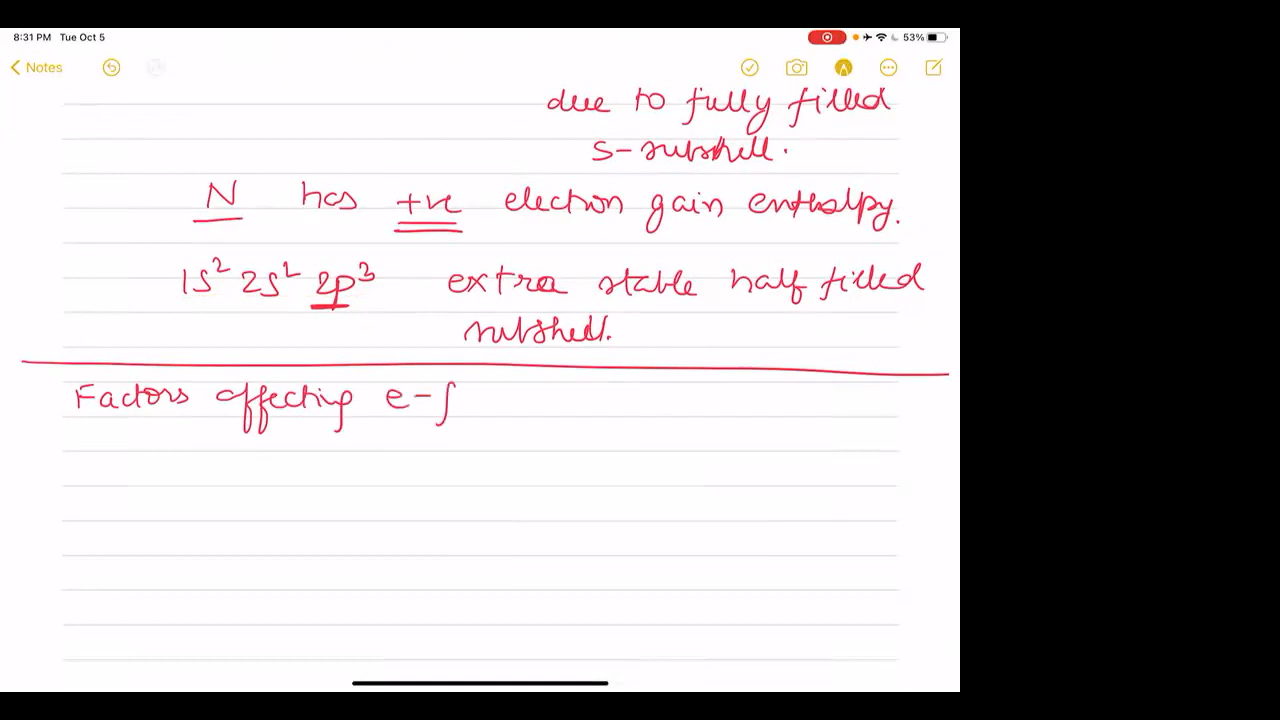 8:31 PM Tue Oct 5 53%
Notes
due to fully filled
s-subshell.
N has +ve electron gain enthalpy.
1s² 2s² 2p³ extra stable half filled
subshell.
Factors affecting e-